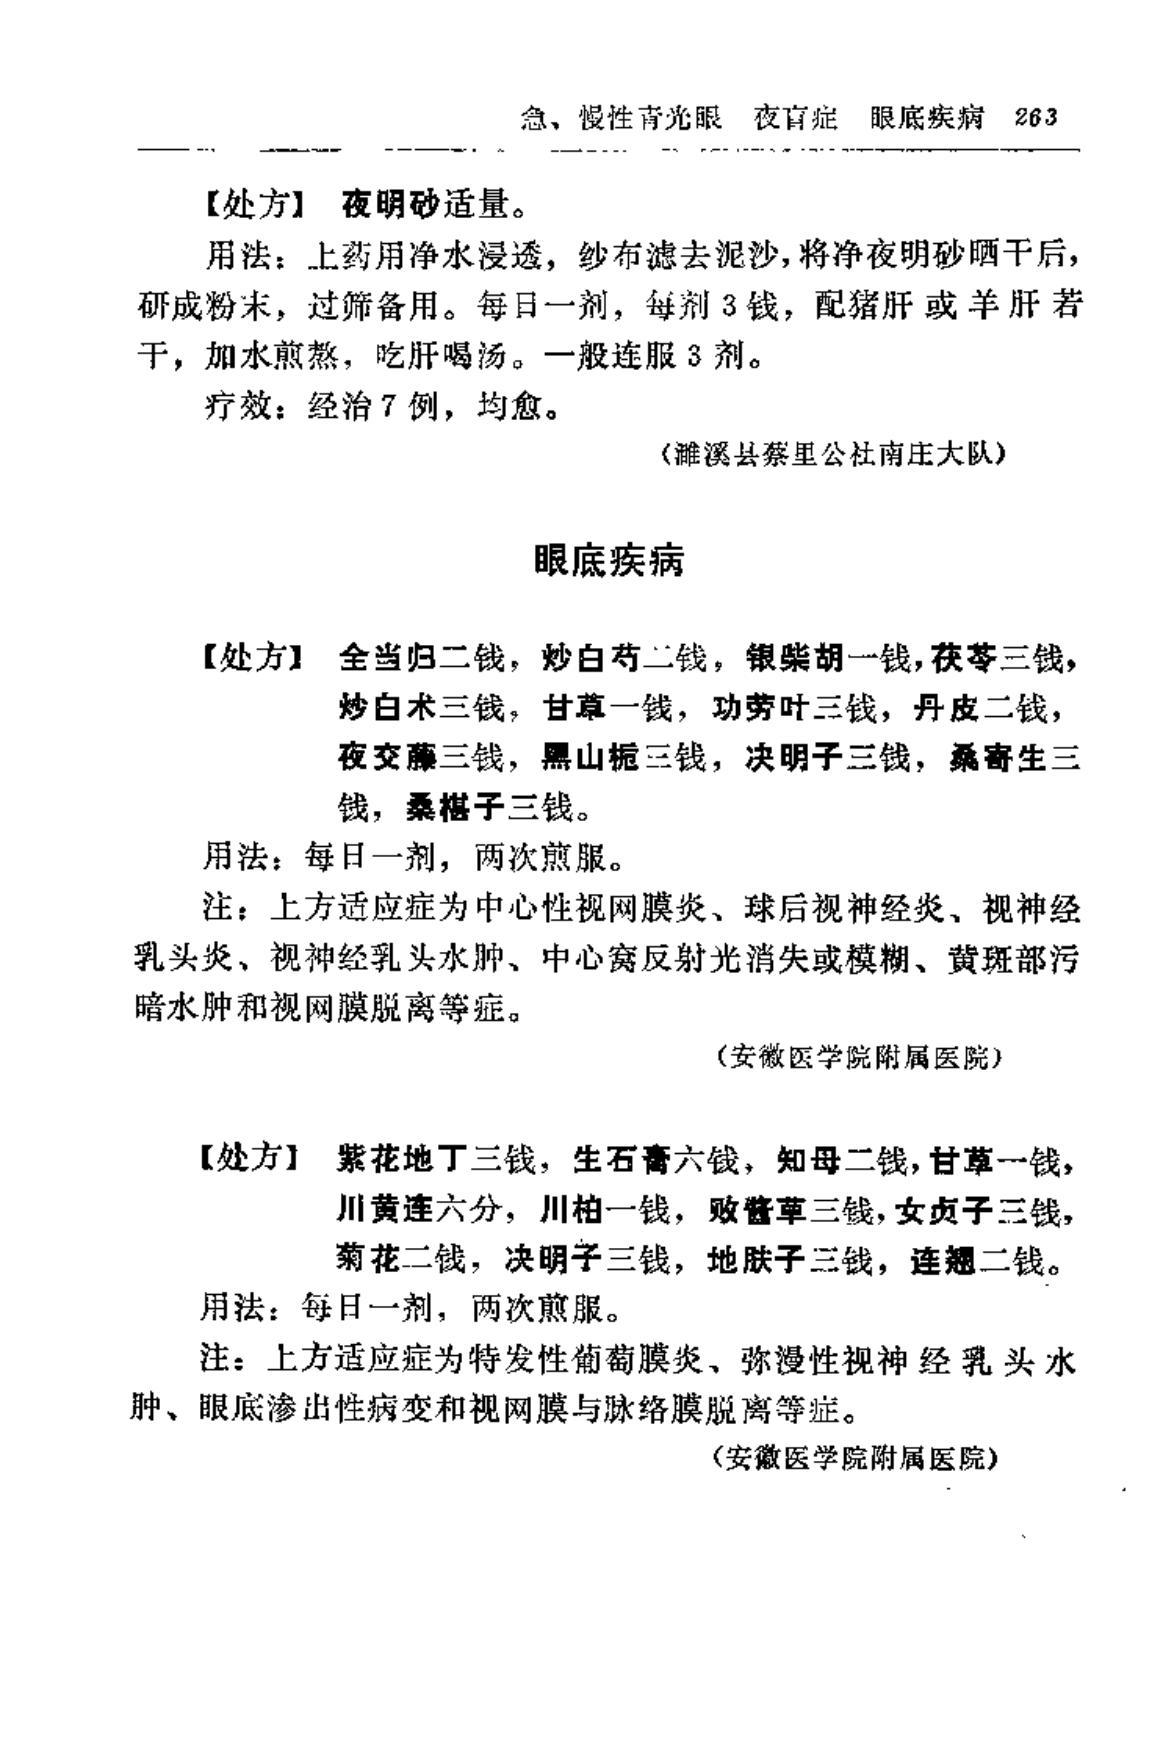 急、慢性青光眼　夜盲症　眼底疾病　263
【处方】　夜明砂适量。
用法：上药用净水浸透，纱布滤去泥沙，将净夜明砂晒干后，
研成粉末，过筛备用。每日一剂，每剂3钱，配猪肝或羊肝若
干，加水煎熬，吃肝喝汤。一般连服3剂。
疗效：经治7例，均愈。
（濉溪县蔡里公社南庄大队）
眼底疾病
【处方】　全当归二钱，炒白芍二钱，银柴胡一钱，茯苓三钱，
炒白术三钱，甘草一钱，功劳叶三钱，丹皮二钱，
夜交藤三钱，黑山栀三钱，决明子三钱，桑寄生三
钱，桑椹子三钱。
用法：每日一剂，两次煎服。
注：上方适应症为中心性视网膜炎、球后视神经炎、视神经
乳头炎、视神经乳头水肿、中心窝反射光消失或模糊、黄斑部污
暗水肿和视网膜脱离等症。
（安徽医学院附属医院）
【处方】　紫花地丁三钱，生石膏六钱，知母二钱，甘草一钱，
川黄连六分，川柏一钱，败酱草三钱，女贞子三钱，
菊花二钱，决明子三钱，地肤子三钱，连翘二钱。
用法：每日一剂，两次煎服。
注：上方适应症为特发性葡萄膜炎、弥漫性视神经乳头水
肿、眼底渗出性病变和视网膜与脉络膜脱离等症。
（安徽医学院附属医院）